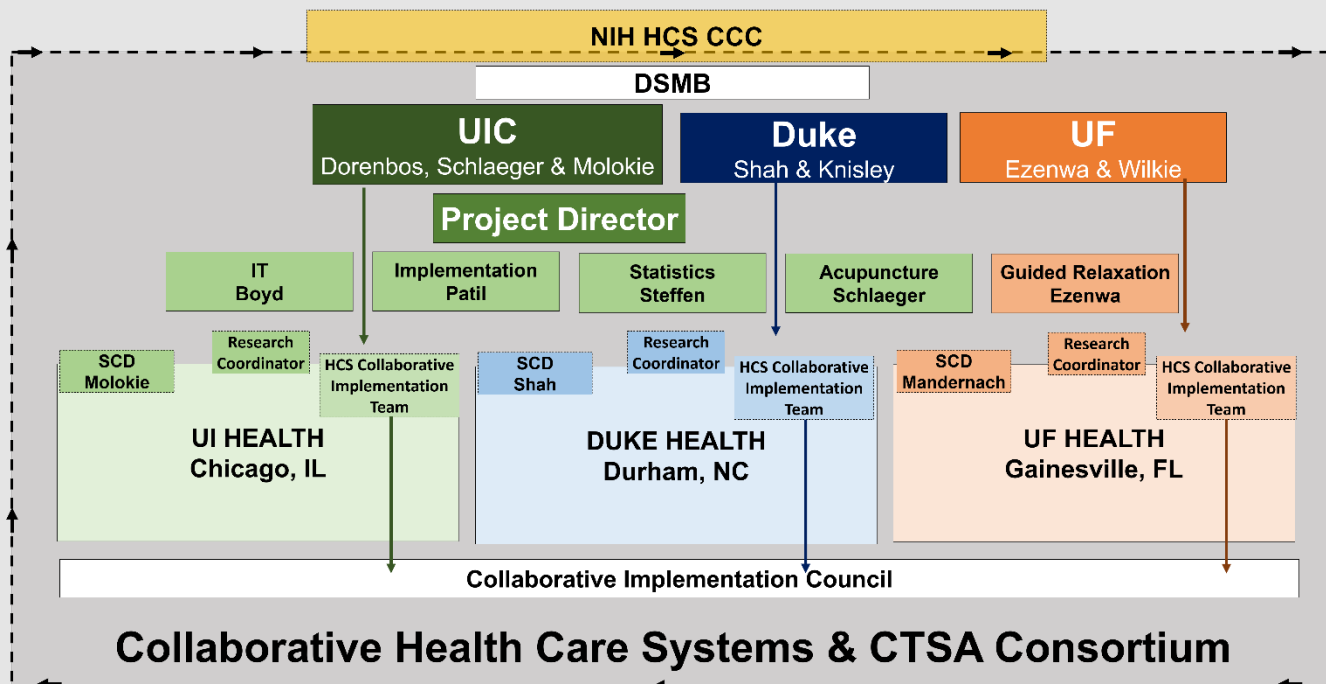 NIH HCS CCC
DSMB
UIC
Dorenbos, Schlaeger & Molokie
Duke
Shah & Knisley
UF
Ezenwa & Wilkie
Project Director
IT
Boyd
Implementation
Patil
Statistics
Steffen
Acupuncture
Schlaeger
Guided Relaxation
Ezenwa
SCD
Molokie
Research
Coordinator
HCS Collaborative
Implementation
Team
UI HEALTH
Chicago, IL
SCD
Shah
Research
Coordinator
HCS Collaborative
Implementation
Team
DUKE HEALTH
Durham, NC
SCD
Mandernach
Research
Coordinator
HCS Collaborative
Implementation
Team
UF HEALTH
Gainesville, FL
Collaborative Implementation Council
Collaborative Health Care Systems & CTSA Consortium